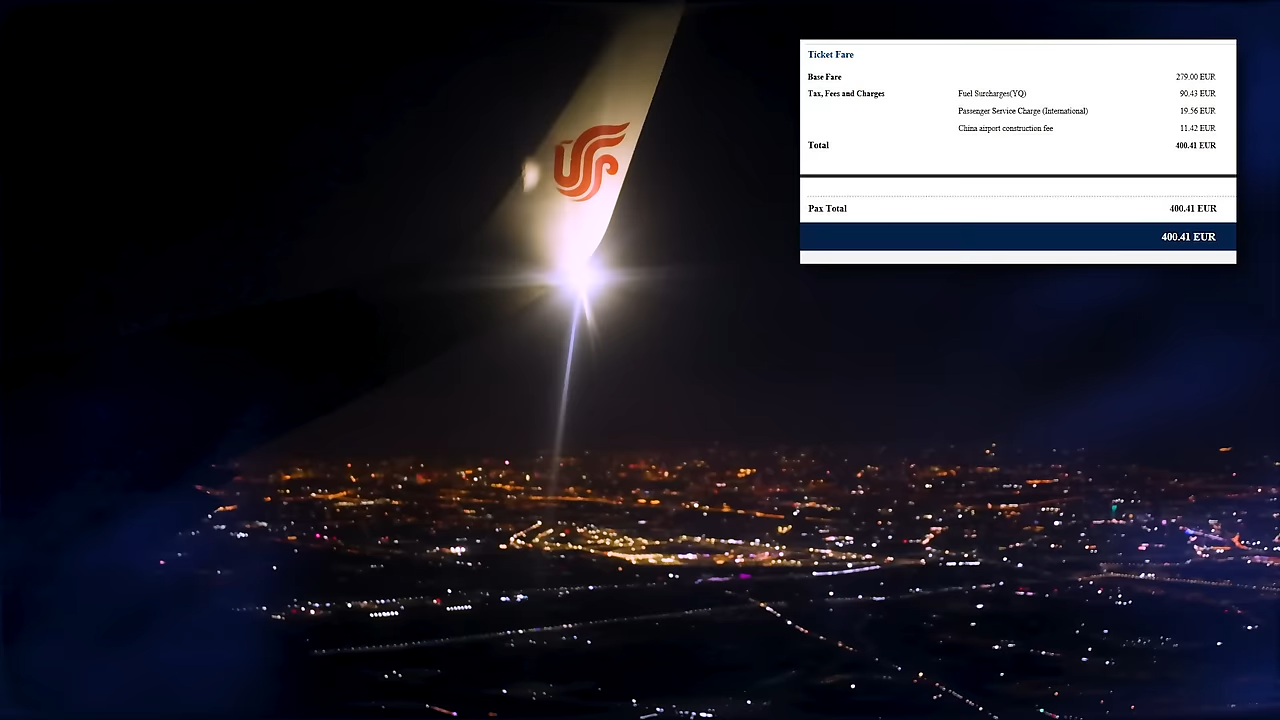 Ticket Fare
Base Fare 279.00 EUR
Tax, Fees and Charges Fuel Surcharges(YQ) 90.43 EUR
Passenger Service Charge (International) 19.56 EUR
China airport construction fee 11.42 EUR
Total 400.41 EUR
Pax Total 400.41 EUR
400.41 EUR